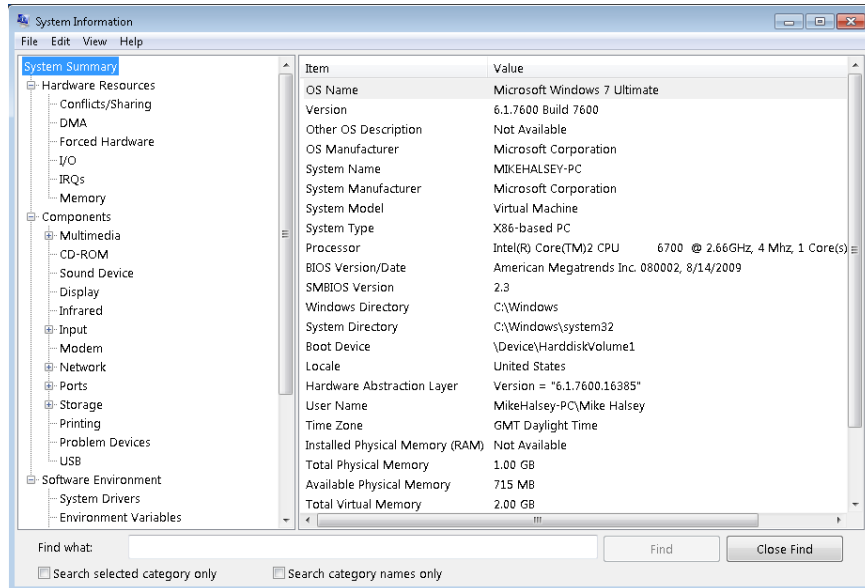 System Information
File Edit View Help
System Summary
Hardware Resources
Conflicts/Sharing
DMA
Forced Hardware
I/O
IRQs
Memory
Components
Multimedia
CD-ROM
Sound Device
Display
Infrared
Input
Modem
Network
Ports
Storage
Printing
Problem Devices
USB
Software Environment
System Drivers
Environment Variables
Item Value
OS Name Microsoft Windows 7 Ultimate
Version 6.1.7600 Build 7600
Other OS Description Not Available
OS Manufacturer Microsoft Corporation
System Name MIKEHALSEY-PC
System Manufacturer Microsoft Corporation
System Model Virtual Machine
System Type X86-based PC
Processor Intel(R) Core(TM)2 CPU 6700 @ 2.66GHz, 4 Mhz, 1 Core(s)
BIOS Version/Date American Megatrends Inc. 080002, 8/14/2009
SMBIOS Version 2.3
Windows Directory C:\Windows
System Directory C:\Windows\system32
Boot Device \Device\HarddiskVolume1
Locale United States
Hardware Abstraction Layer Version = "6.1.7600.16385"
User Name MikeHalsey-PC\Mike Halsey
Time Zone GMT Daylight Time
Installed Physical Memory (RAM) Not Available
Total Physical Memory 1.00 GB
Available Physical Memory 715 MB
Total Virtual Memory 2.00 GB
Find what: Find Close Find
Search selected category only Search category names only